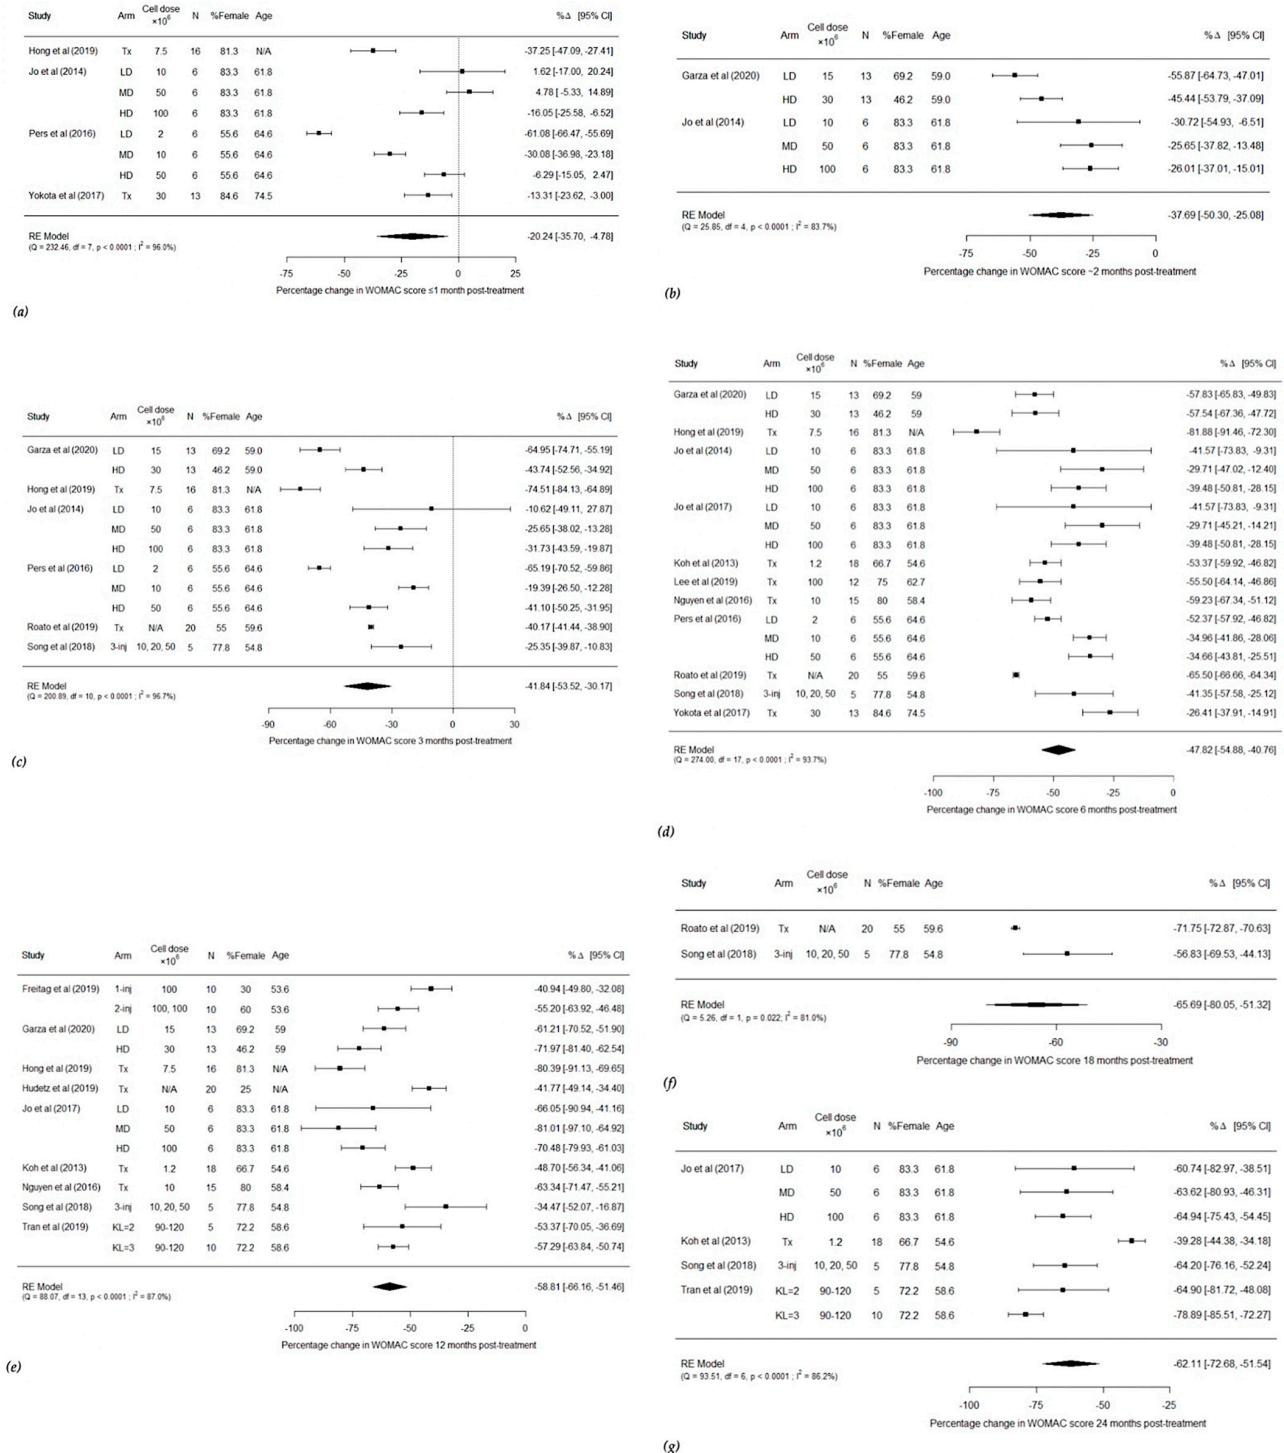 Study Arm Cell dose ×10⁶ N %Female Age %Δ [95% CI]
Hong et al (2019) Tx 7.5 16 81.3 N/A -37.25 [-47.09, -27.41]
Jo et al (2014) LD 10 6 83.3 61.8 1.62 [-17.00, 20.24]
MD 50 6 83.3 61.8 4.78 [-5.33, 14.89]
HD 100 6 83.3 61.8 -16.05 [-25.58, -6.52]
Pers et al (2016) LD 2 6 55.6 64.6 -61.08 [-66.47, -55.69]
MD 10 6 55.6 64.6 -30.08 [-36.98, -23.18]
HD 50 6 55.6 64.6 -6.29 [-15.05, 2.47]
Yokota et al (2017) Tx 30 13 84.6 74.5 -13.31 [-23.62, -3.00]
RE Model -20.24 [-35.70, -4.78]
(Q = 232.46, df = 7, p < 0.0001 ; I² = 96.0%)
-75 -50 -25 0 25
Percentage change in WOMAC score ≤1 month post-treatment
(a)
Study Arm Cell dose ×10⁶ N %Female Age %Δ [95% CI]
Garza et al (2020) LD 15 13 69.2 59.0 -55.87 [-64.73, -47.01]
HD 30 13 46.2 59.0 -45.44 [-53.79, -37.09]
Jo et al (2014) LD 10 6 83.3 61.8 -30.72 [-54.93, -6.51]
MD 50 6 83.3 61.8 -25.65 [-37.82, -13.48]
HD 100 6 83.3 61.8 -26.01 [-37.01, -15.01]
RE Model -37.69 [-50.30, -25.08]
(Q = 25.85, df = 4, p < 0.0001 ; I² = 83.7%)
-75 -50 -25 0
Percentage change in WOMAC score ~2 months post-treatment
(b)
Study Arm Cell dose ×10⁶ N %Female Age %Δ [95% CI]
Garza et al (2020) LD 15 13 69.2 59.0 -64.95 [-74.71, -55.19]
HD 30 13 46.2 59.0 -43.74 [-52.56, -34.92]
Hong et al (2019) Tx 7.5 16 81.3 N/A -74.51 [-84.13, -64.89]
Jo et al (2014) LD 10 6 83.3 61.8 -10.62 [-49.11, 27.87]
MD 50 6 83.3 61.8 -25.65 [-38.02, -13.28]
HD 100 6 83.3 61.8 -31.73 [-43.59, -19.87]
Pers et al (2016) LD 2 6 55.6 64.6 -65.19 [-70.52, -59.86]
MD 10 6 55.6 64.6 -19.39 [-26.50, -12.28]
HD 50 6 55.6 64.6 -41.10 [-50.25, -31.95]
Roato et al (2019) Tx N/A 20 55 59.6 -40.17 [-41.44, -38.90]
Song et al (2018) 3-inj 10, 20, 50 5 77.8 54.8 -25.35 [-39.87, -10.83]
RE Model -41.84 [-53.52, -30.17]
(Q = 200.89, df = 10, p < 0.0001 ; I² = 96.7%)
-90 -60 -30 0 30
Percentage change in WOMAC score 3 months post-treatment
(c)
Study Arm Cell dose ×10⁶ N %Female Age %Δ [95% CI]
Garza et al (2020) LD 15 13 69.2 59 -57.83 [-65.83, -49.83]
HD 30 13 46.2 59 -57.54 [-67.36, -47.72]
Hong et al (2019) Tx 7.5 16 81.3 N/A -81.88 [-91.46, -72.30]
Jo et al (2014) LD 10 6 83.3 61.8 -41.57 [-73.83, -9.31]
MD 50 6 83.3 61.8 -29.71 [-47.02, -12.40]
HD 100 6 83.3 61.8 -39.48 [-50.81, -28.15]
Jo et al (2017) LD 10 6 83.3 61.8 -41.57 [-73.83, -9.31]
MD 50 6 83.3 61.8 -29.71 [-45.21, -14.21]
HD 100 6 83.3 61.8 -39.48 [-50.81, -28.15]
Koh et al (2013) Tx 1.2 18 66.7 54.6 -53.37 [-59.92, -46.82]
Lee et al (2019) Tx 100 12 75 62.7 -55.50 [-64.14, -46.86]
Nguyen et al (2016) Tx 10 15 80 58.4 -59.23 [-67.34, -51.12]
Pers et al (2016) LD 2 6 55.6 64.6 -52.37 [-57.92, -46.82]
MD 10 6 55.6 64.6 -34.96 [-41.86, -28.06]
HD 50 6 55.6 64.6 -34.66 [-43.81, -25.51]
Roato et al (2019) Tx N/A 20 55 59.6 -65.50 [-66.66, -64.34]
Song et al (2018) 3-inj 10, 20, 50 5 77.8 54.8 -41.35 [-57.58, -25.12]
Yokota et al (2017) Tx 30 13 84.6 74.5 -26.41 [-37.91, -14.91]
RE Model -47.82 [-54.88, -40.76]
(Q = 274.00, df = 17, p < 0.0001 ; I² = 93.7%)
-100 -75 -50 -25 0
Percentage change in WOMAC score 6 months post-treatment
(d)
Study Arm Cell dose ×10⁶ N %Female Age %Δ [95% CI]
Freitag et al (2019) 1-inj 100 10 30 53.6 -40.94 [-49.80, -32.08]
2-inj 100, 100 10 60 53.6 -55.20 [-63.92, -46.48]
Garza et al (2020) LD 15 13 69.2 59 -61.21 [-70.52, -51.90]
HD 30 13 46.2 59 -71.97 [-81.40, -62.54]
Hong et al (2019) Tx 7.5 16 81.3 N/A -80.39 [-91.13, -69.65]
Hudetz et al (2019) Tx N/A 20 25 N/A -41.77 [-49.14, -34.40]
Jo et al (2017) LD 10 6 83.3 61.8 -66.05 [-90.94, -41.16]
MD 50 6 83.3 61.8 -81.01 [-97.10, -64.92]
HD 100 6 83.3 61.8 -70.48 [-79.93, -61.03]
Koh et al (2013) Tx 1.2 18 66.7 54.6 -48.70 [-56.34, -41.06]
Nguyen et al (2016) Tx 10 15 80 58.4 -63.34 [-71.47, -55.21]
Song et al (2018) 3-inj 10, 20, 50 5 77.8 54.8 -34.47 [-52.07, -16.87]
Tran et al (2019) KL=2 90-120 5 72.2 58.6 -53.37 [-70.05, -36.69]
KL=3 90-120 10 72.2 58.6 -57.29 [-63.84, -50.74]
RE Model -58.81 [-66.16, -51.46]
(Q = 88.07, df = 13, p < 0.0001 ; I² = 87.0%)
-100 -75 -50 -25 0
Percentage change in WOMAC score 12 months post-treatment
(e)
Study Arm Cell dose ×10⁶ N %Female Age %Δ [95% CI]
Roato et al (2019) Tx N/A 20 55 59.6 -71.75 [-72.87, -70.63]
Song et al (2018) 3-inj 10, 20, 50 5 77.8 54.8 -56.83 [-69.53, -44.13]
RE Model -65.69 [-80.05, -51.32]
(Q = 5.26, df = 1, p = 0.022; I² = 81.0%)
-90 -60 -30
Percentage change in WOMAC score 18 months post-treatment
(f)
Study Arm Cell dose ×10⁶ N %Female Age %Δ [95% CI]
Jo et al (2017) LD 10 6 83.3 61.8 -60.74 [-82.97, -38.51]
MD 50 6 83.3 61.8 -63.62 [-80.93, -46.31]
HD 100 6 83.3 61.8 -64.94 [-75.43, -54.45]
Koh et al (2013) Tx 1.2 18 66.7 54.6 -39.28 [-44.38, -34.18]
Song et al (2018) 3-inj 10, 20, 50 5 77.8 54.8 -64.20 [-76.16, -52.24]
Tran et al (2019) KL=2 90-120 5 72.2 58.6 -64.90 [-81.72, -48.08]
KL=3 90-120 10 72.2 58.6 -78.89 [-85.51, -72.27]
RE Model -62.11 [-72.68, -51.54]
(Q = 93.51, df = 6, p < 0.0001 ; I² = 86.2%)
-100 -75 -50 -25
Percentage change in WOMAC score 24 months post-treatment
(g)